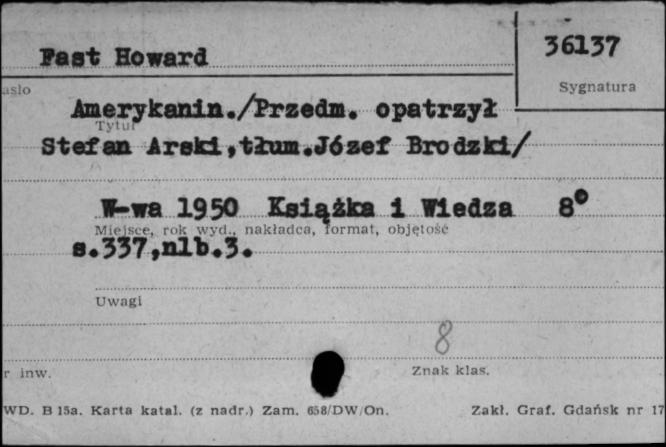 Fast Howard
36137
asło
Sygnatura
Amerykanin./Przedm. opatrzył
Tytuł
Stefan Arski,tłum.Józef Brodzki/
W-wa 1950 Książka i Wiedza 8°
Miejsce, rok wyd., nakładca, format, objętość
s.337,nlb.3.
Uwagi
8
r inw.
Znak klas.
WD. B 15a. Karta katal. (z nadr.) Zam. 658/DW/On. Zakł. Graf. Gdańsk nr 17